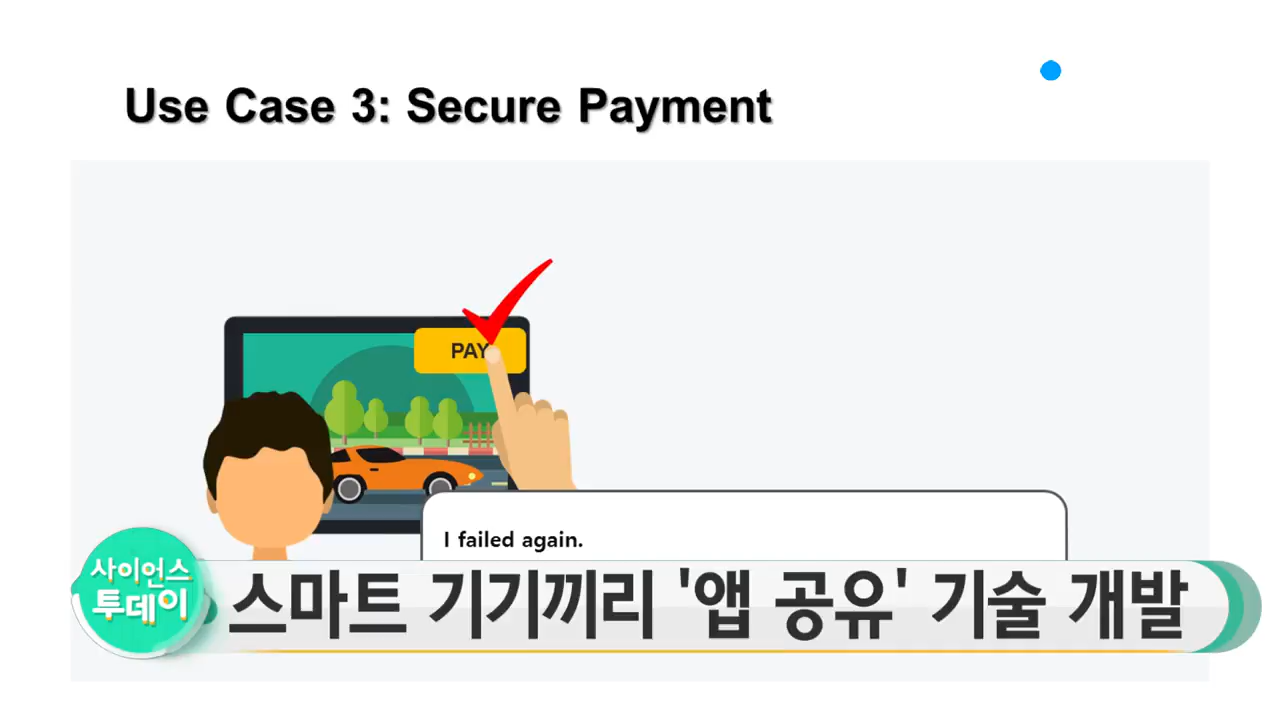 Use Case 3: Secure Payment
PAY
I failed again.
사이언스
투데이
스마트 기기끼리 '앱 공유' 기술 개발